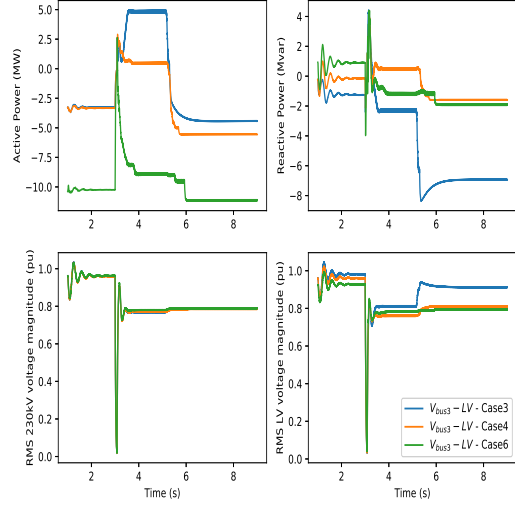 Active Power (MW)
5.0
2.5
0.0
−2.5
−5.0
−7.5
−10.0
2 4 6 8
Reactive Power (Mvar)
4
2
0
−2
−4
−6
−8
2 4 6 8
RMS 230kV voltage magnitude (pu)
1.0
0.8
0.6
0.4
0.2
0.0
2 4 6 8
Time (s)
RMS LV voltage magnitude (pu)
1.0
0.8
0.6
0.4
0.2
0.0
2 4 6 8
Time (s)
V_bus3 − LV - Case3
V_bus3 − LV - Case4
V_bus3 − LV - Case6